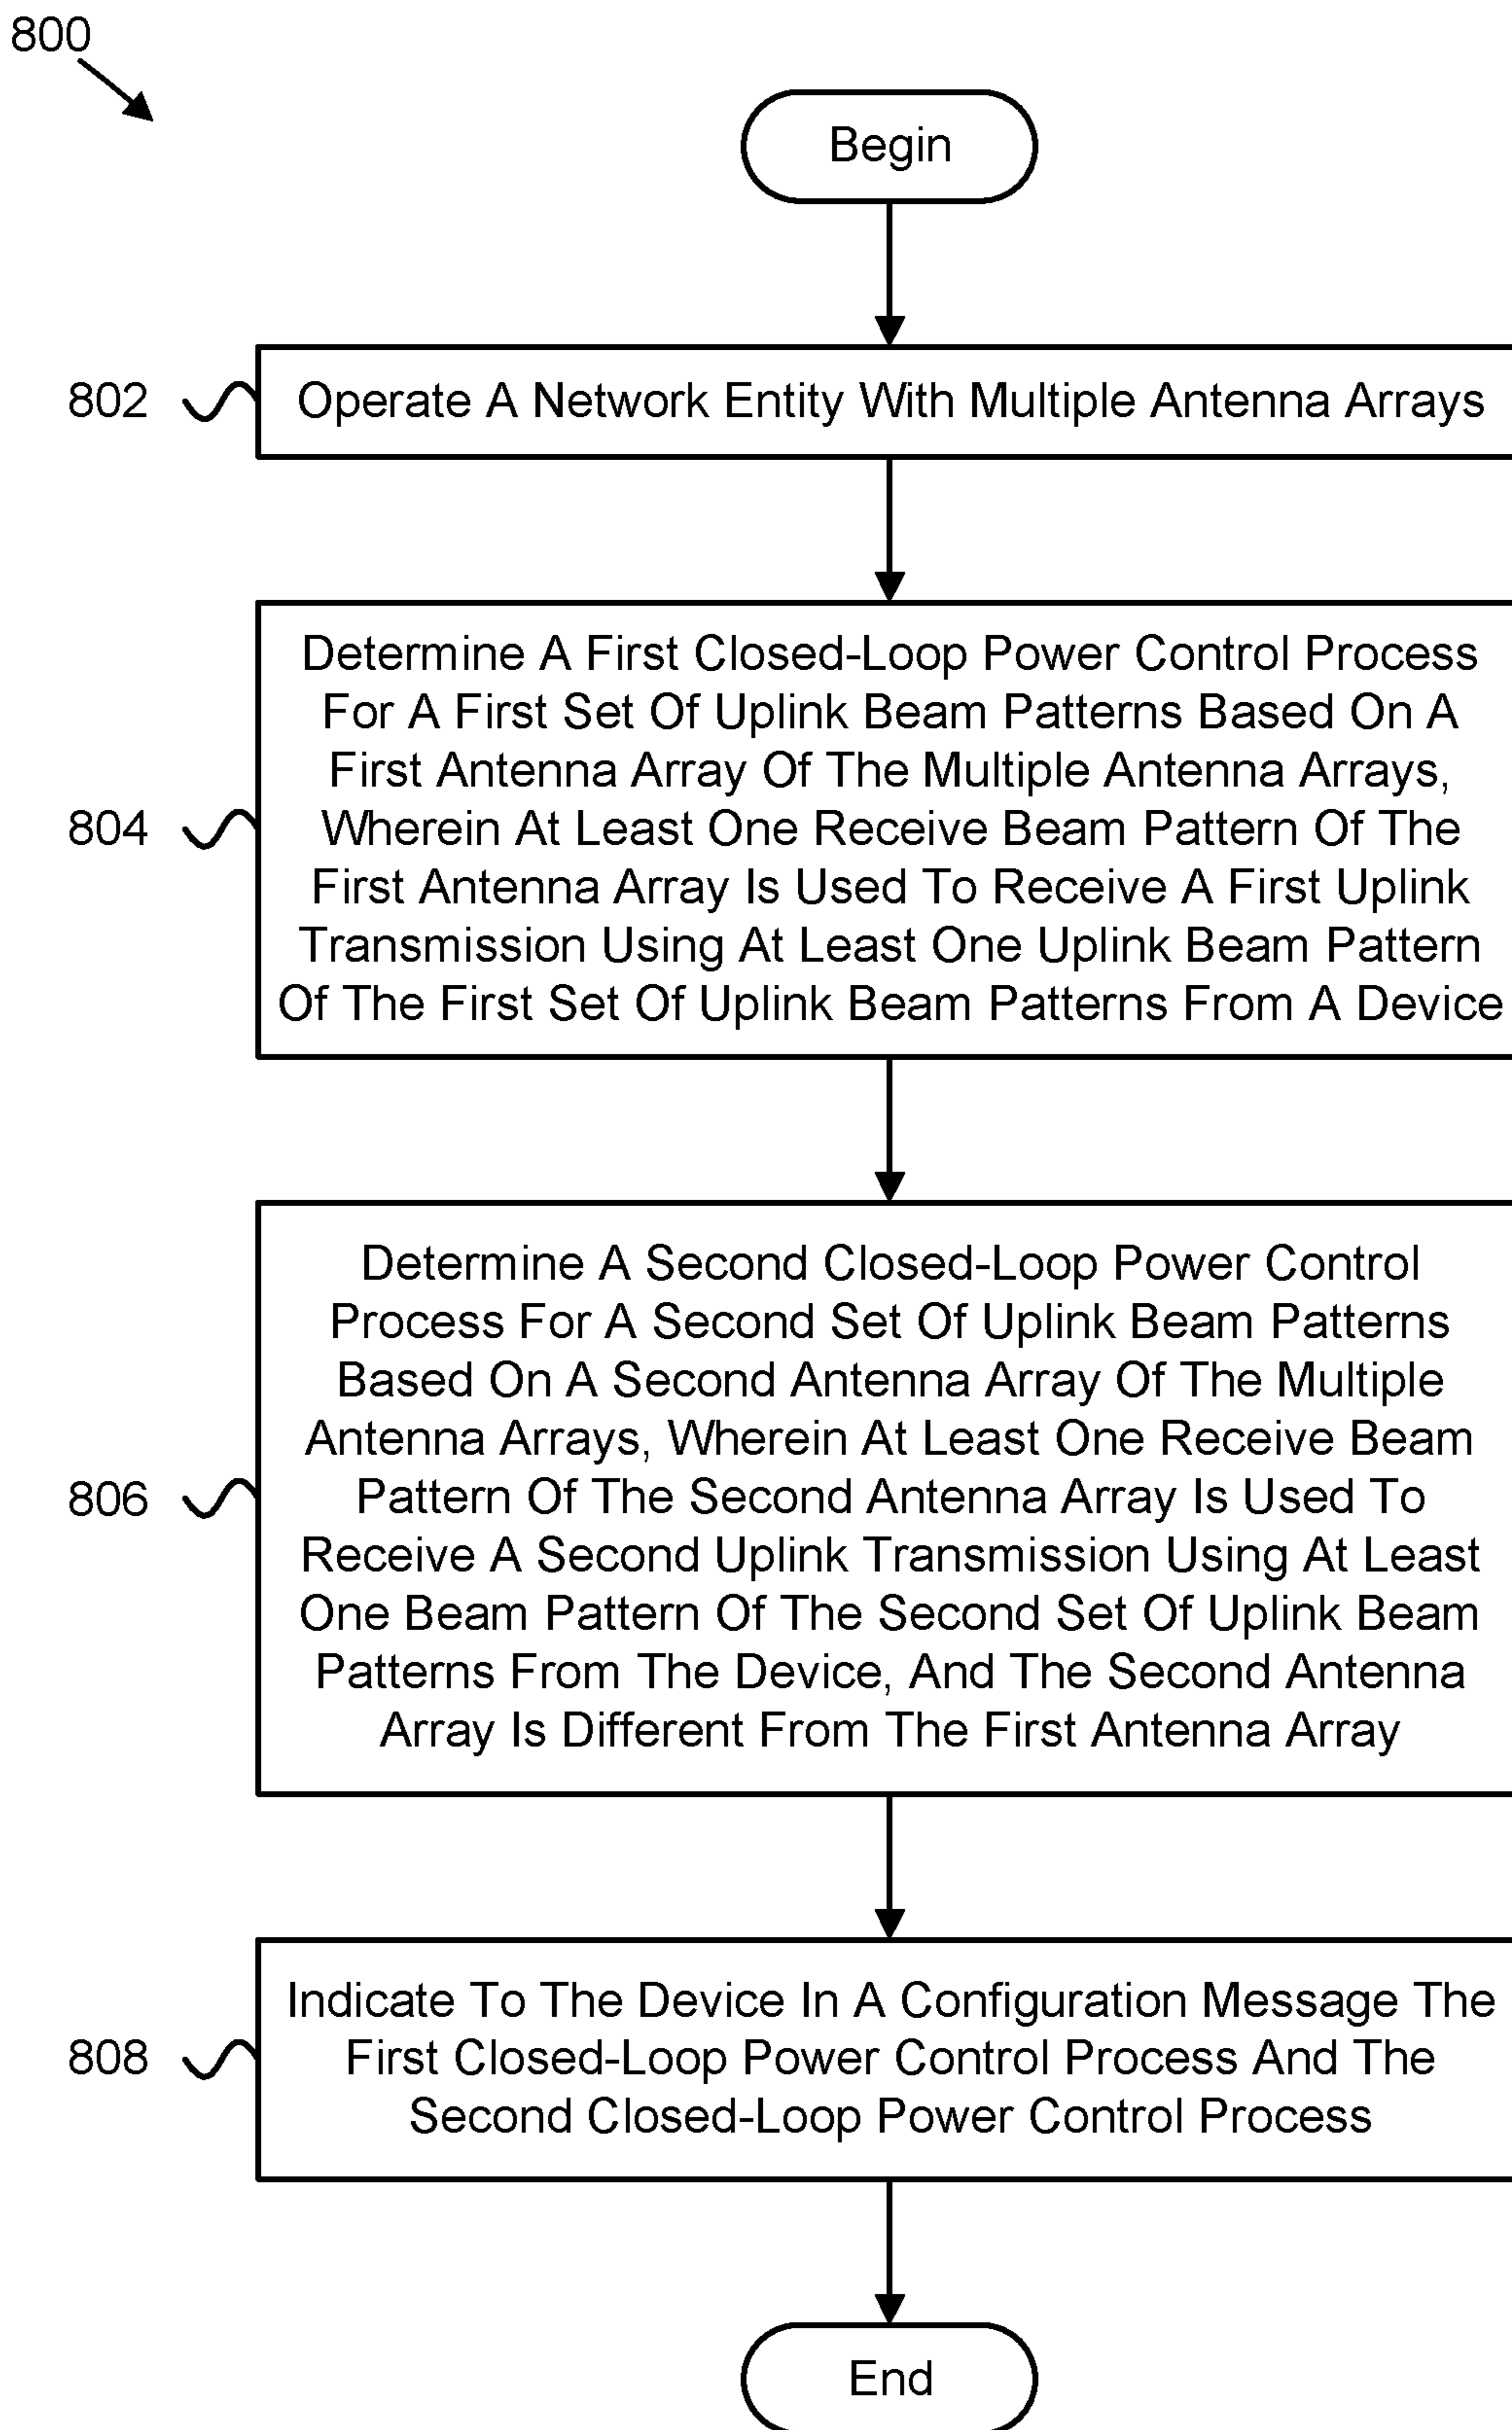 800
Begin
802
Operate A Network Entity With Multiple Antenna Arrays
804
Determine A First Closed-Loop Power Control Process
For A First Set Of Uplink Beam Patterns Based On A
First Antenna Array Of The Multiple Antenna Arrays,
Wherein At Least One Receive Beam Pattern Of The
First Antenna Array Is Used To Receive A First Uplink
Transmission Using At Least One Uplink Beam Pattern
Of The First Set Of Uplink Beam Patterns From A Device
806
Determine A Second Closed-Loop Power Control
Process For A Second Set Of Uplink Beam Patterns
Based On A Second Antenna Array Of The Multiple
Antenna Arrays, Wherein At Least One Receive Beam
Pattern Of The Second Antenna Array Is Used To
Receive A Second Uplink Transmission Using At Least
One Beam Pattern Of The Second Set Of Uplink Beam
Patterns From The Device, And The Second Antenna
Array Is Different From The First Antenna Array
808
Indicate To The Device In A Configuration Message The
First Closed-Loop Power Control Process And The
Second Closed-Loop Power Control Process
End